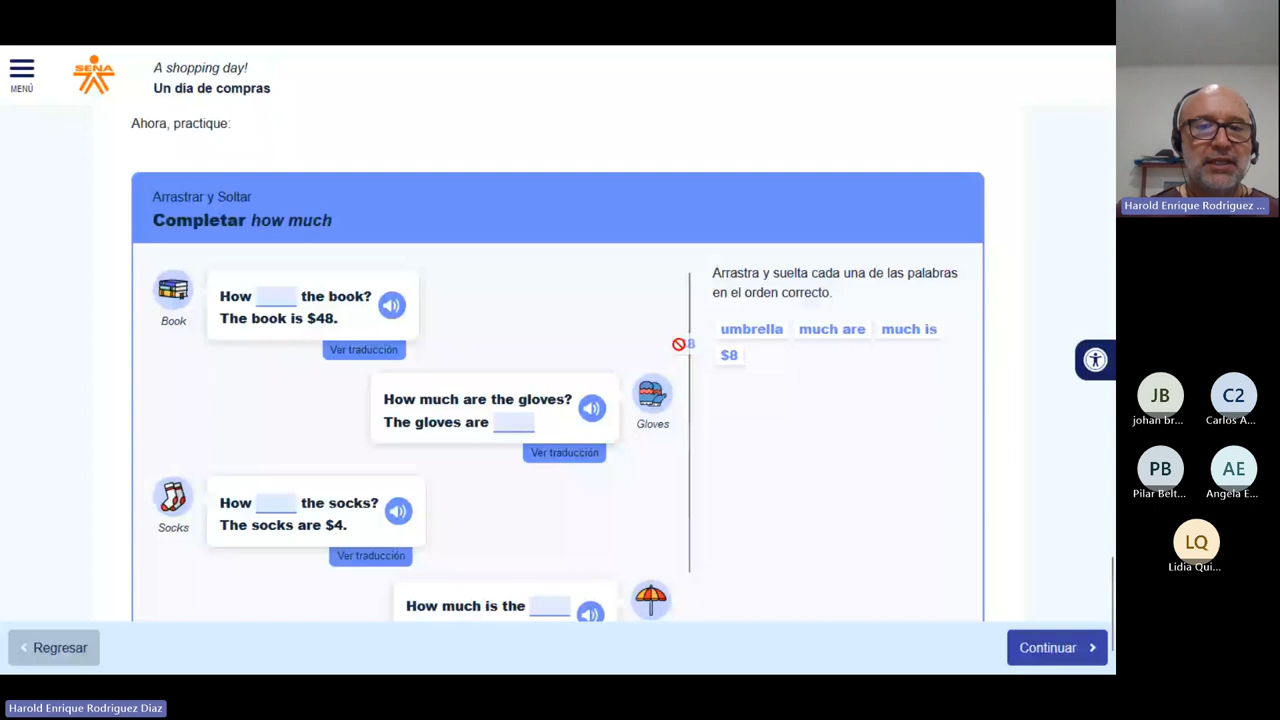 MENÚ
SENA
A shopping day!
Un día de compras
Ahora, practique:
Arrastrar y Soltar
Completar how much
Book
How ____ the book?
The book is $48.
Ver traducción
How much are the gloves?
The gloves are ____
Gloves
Ver traducción
Socks
How ____ the socks?
The socks are $4.
Ver traducción
How much is the ____
Arrastra y suelta cada una de las palabras
en el orden correcto.
umbrella much are much is
$8
Regresar
Continuar
Harold Enrique Rodriguez ...
JB
johan br...
C2
Carlos A...
PB
Pilar Belt...
AE
Angela E...
LQ
Lidia Qui...
Harold Enrique Rodriguez Diaz